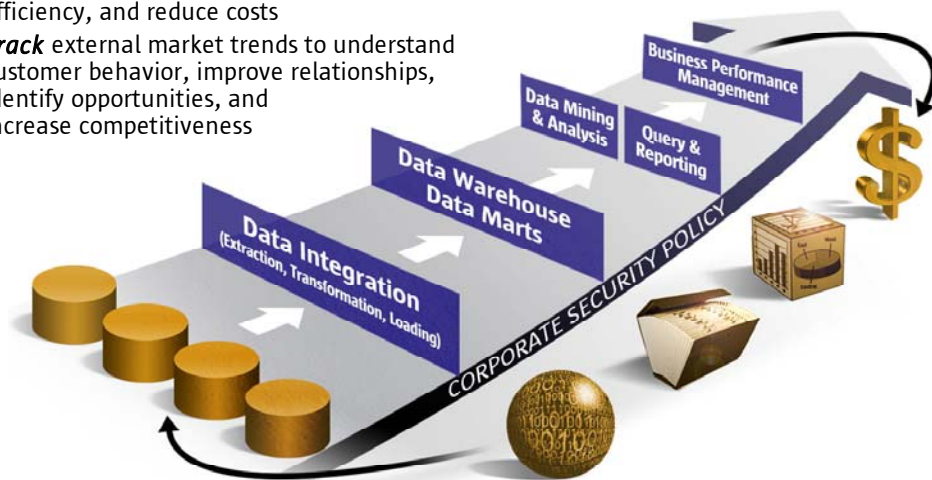 fficiency, and reduce costs
rack external market trends to understand
ustomer behavior, improve relationships,
dentify opportunities, and
ncrease competitiveness
Business Performance
Management
Data Mining
& Analysis
Query &
Reporting
Data Warehouse
Data Marts
Data Integration
(Extraction, Transformation, Loading)
CORPORATE SECURITY POLICY
$